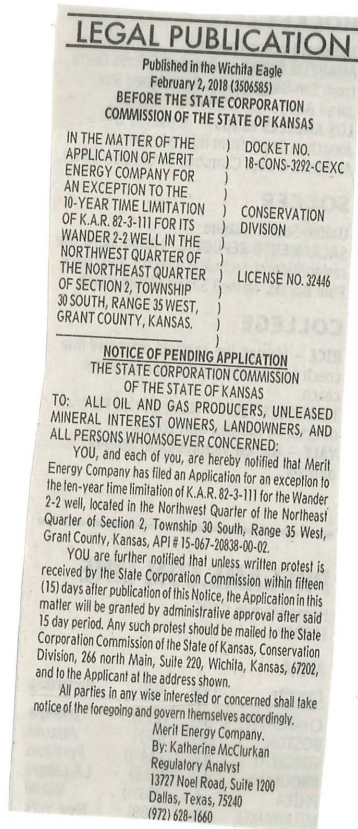 LEGAL PUBLICATION
Published in the Wichita Eagle
February 2, 2018 (3506585)
BEFORE THE STATE CORPORATION
COMMISSION OF THE STATE OF KANSAS
IN THE MATTER OF THE ) DOCKET NO.
APPLICATION OF MERIT ) 18-CONS-3292-CEXC
ENERGY COMPANY FOR )
AN EXCEPTION TO THE )
10-YEAR TIME LIMITATION ) CONSERVATION
OF K.A.R. 82-3-111 FOR ITS ) DIVISION
WANDER 2-2 WELL IN THE )
NORTHWEST QUARTER OF )
THE NORTHEAST QUARTER ) LICENSE NO. 32446
OF SECTION 2, TOWNSHIP )
30 SOUTH, RANGE 35 WEST, )
GRANT COUNTY, KANSAS. )
)
NOTICE OF PENDING APPLICATION
THE STATE CORPORATION COMMISSION
OF THE STATE OF KANSAS
TO: ALL OIL AND GAS PRODUCERS, UNLEASED
MINERAL INTEREST OWNERS, LANDOWNERS, AND
ALL PERSONS WHOMSOEVER CONCERNED:
YOU, and each of you, are hereby notified that Merit
Energy Company has filed an Application for an exception to
the ten-year time limitation of K.A.R. 82-3-111 for the Wander
2-2 well, located in the Northwest Quarter of the Northeast
Quarter of Section 2, Township 30 South, Range 35 West,
Grant County, Kansas, API # 15-067-20838-00-02.
YOU are further notified that unless written protest is
received by the State Corporation Commission within fifteen
(15) days after publication of this Notice, the Application in this
matter will be granted by administrative approval after said
15 day period. Any such protest should be mailed to the State
Corporation Commission of the State of Kansas, Conservation
Division, 266 north Main, Suite 220, Wichita, Kansas, 67202,
and to the Applicant at the address shown.
All parties in any wise interested or concerned shall take
notice of the foregoing and govern themselves accordingly.
Merit Energy Company.
By: Katherine McClurkan
Regulatory Analyst
13727 Noel Road, Suite 1200
Dallas, Texas, 75240
(972) 628-1660